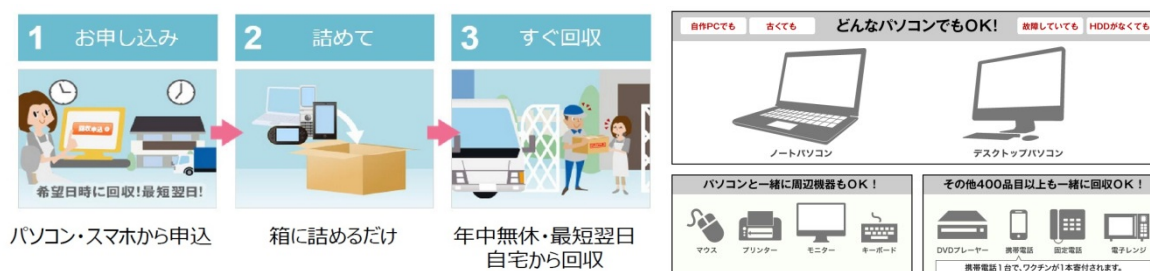 1 お申し込み
希望日時に回収!最短翌日!
パソコン・スマホから申込
2 詰めて
箱に詰めるだけ
3 すぐ回収
年中無休・最短翌日
自宅から回収
自作PCでも 古くても どんなパソコンでもOK! 故障していても HDDがなくても
ノートパソコン デスクトップパソコン
パソコンと一緒に周辺機器もOK!
マウス プリンター モニター キーボード
その他400品目以上も一緒に回収OK!
DVDプレーヤー 携帯電話 固定電話 電子レンジ
携帯電話1台で、ワクチンが1本寄付されます。